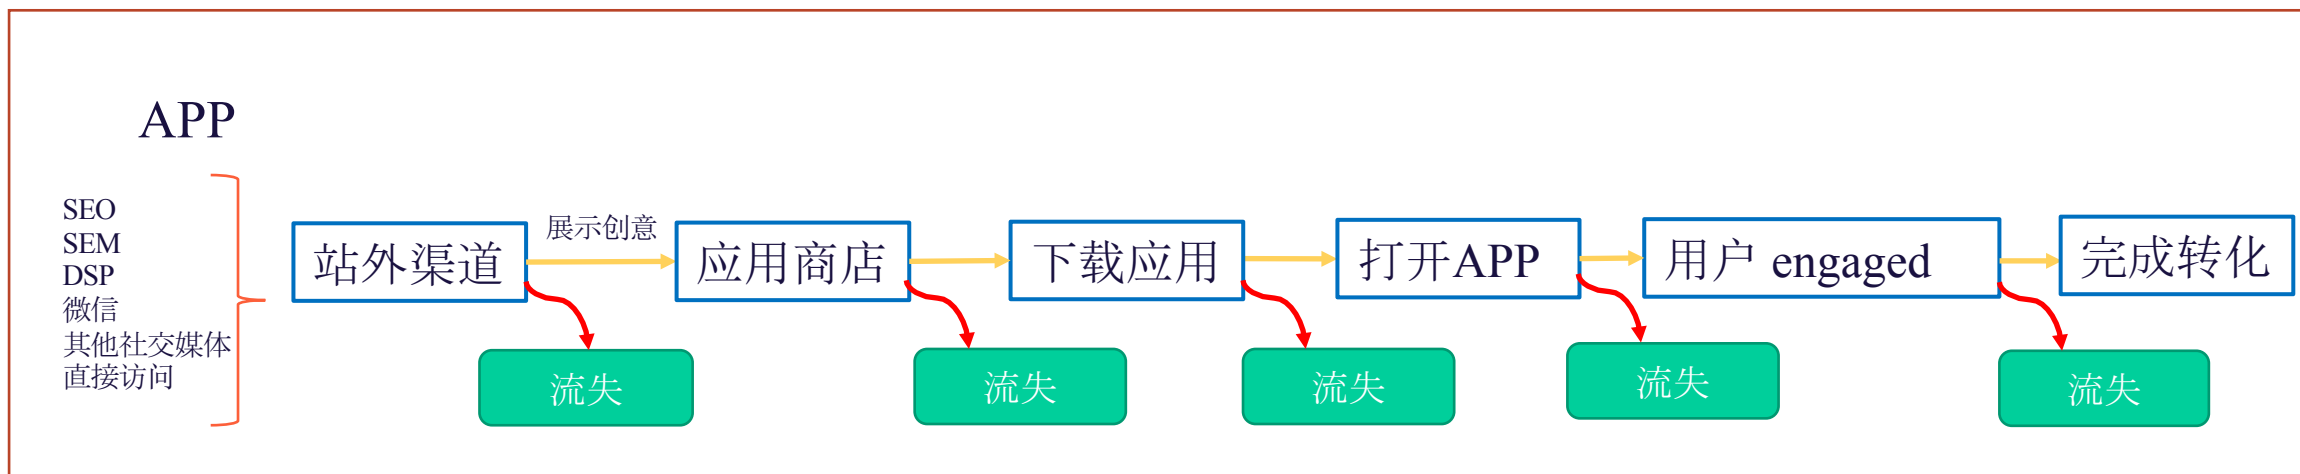 APP
SEO
SEM
DSP
微信
其他社交媒体
直接访问
站外渠道
展示创意
应用商店
下载应用
打开APP
用户 engaged
完成转化
流失
流失
流失
流失
流失